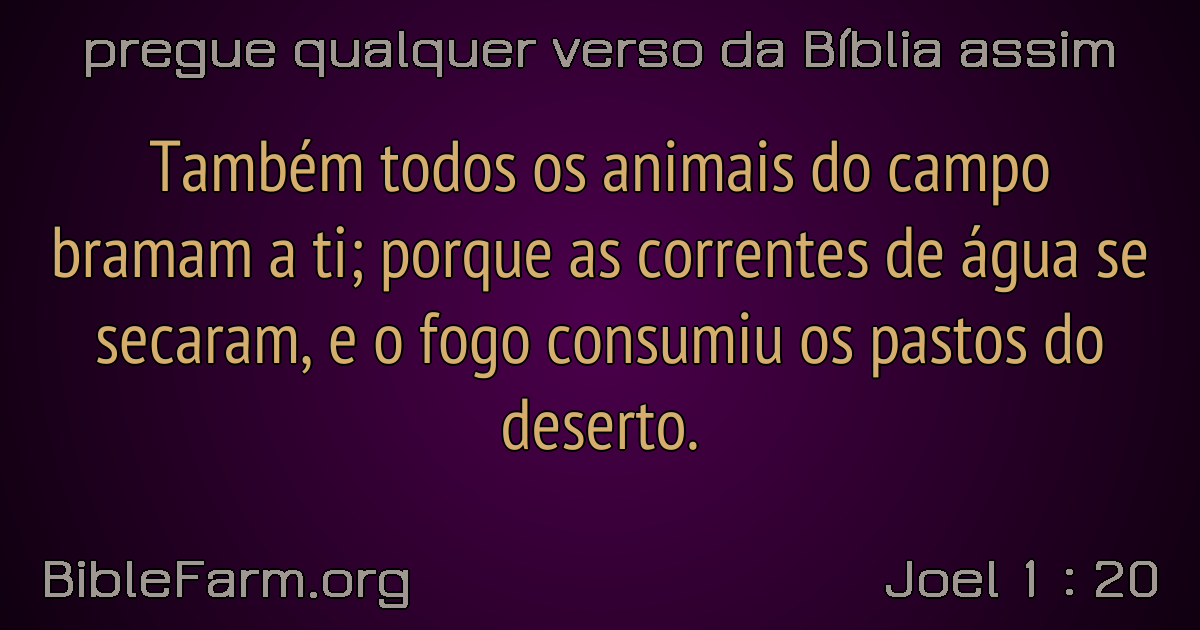 pregue qualquer verso da Bíblia assim
Também todos os animais do campo
bramam a ti; porque as correntes de água se
secaram, e o fogo consumiu os pastos do
deserto.
BibleFarm.org
Joel 1 : 20